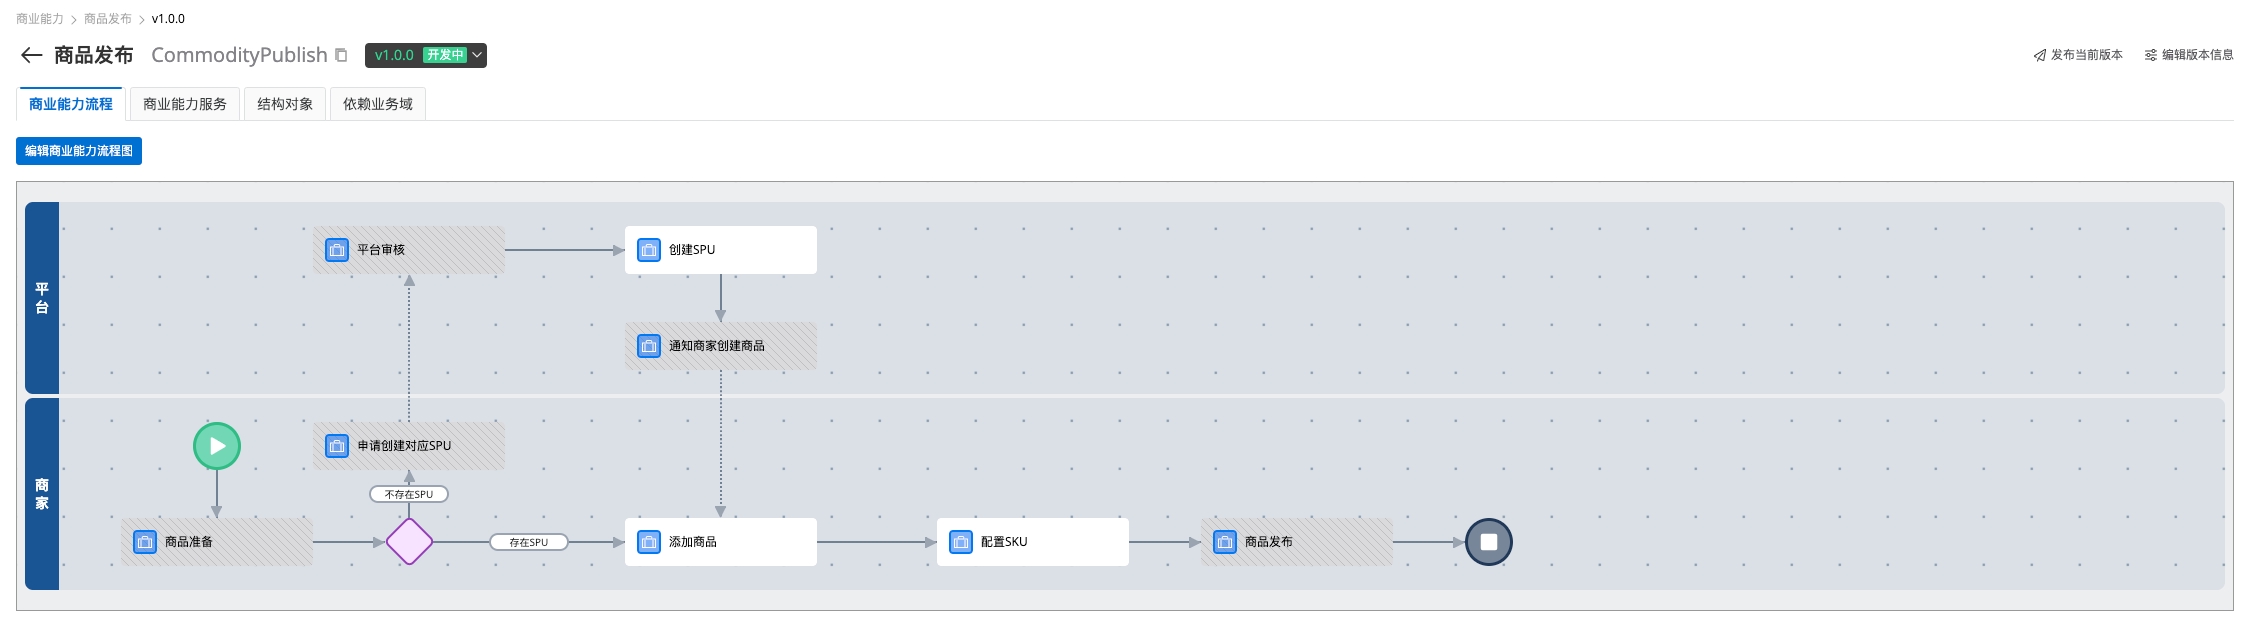 商业能力 > 商品发布 > v1.0.0
商品发布 CommodityPublish v1.0.0 开发中
发布当前版本 编辑版本信息
商业能力流程 商业能力服务 结构对象 依赖业务域
编辑商业能力流程图
平台
平台审核
创建SPU
通知商家创建商品
商家
申请创建对应SPU
不存在SPU
商品准备
存在SPU
添加商品
配置SKU
商品发布